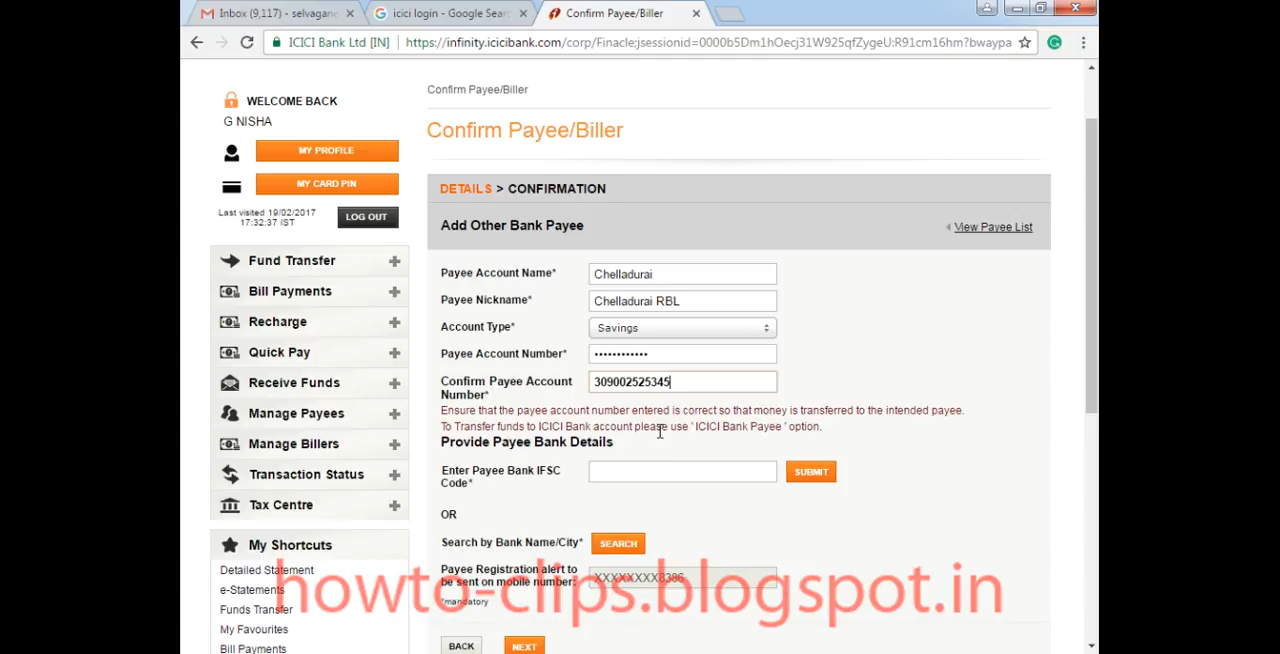 Inbox (9,117) - selvagan
icici login - Google Sear
Confirm Payee/Biller
ICICI Bank Ltd [IN]
https://infinity.icicibank.com/corp/Finacle;jsessionid=0000b5Dm1hOecj31W925qfZygeU:R91cm16hm?bwaypa
WELCOME BACK
G NISHA
MY PROFILE
MY CARD PIN
Last visited 19/02/2017
17:32:37 IST
LOG OUT
Fund Transfer
Bill Payments
Recharge
Quick Pay
Receive Funds
Manage Payees
Manage Billers
Transaction Status
Tax Centre
My Shortcuts
Detailed Statement
e-Statements
Funds Transfer
My Favourites
Bill Payments
Confirm Payee/Biller
Confirm Payee/Biller
DETAILS > CONFIRMATION
Add Other Bank Payee
View Payee List
Payee Account Name* Chelladurai
Payee Nickname* Chelladurai RBL
Account Type* Savings
Payee Account Number* ••••••••••••
Confirm Payee Account
Number* 309002525345
Ensure that the payee account number entered is correct so that money is transferred to the intended payee.
To Transfer funds to ICICI Bank account please use ' ICICI Bank Payee ' option.
Provide Payee Bank Details
Enter Payee Bank IFSC
Code*
SUBMIT
OR
Search by Bank Name/City* SEARCH
Payee Registration alert to
be sent on mobile number: XXXXXXXX0386
*mandatory
BACK NEXT
howto-clips.blogspot.in